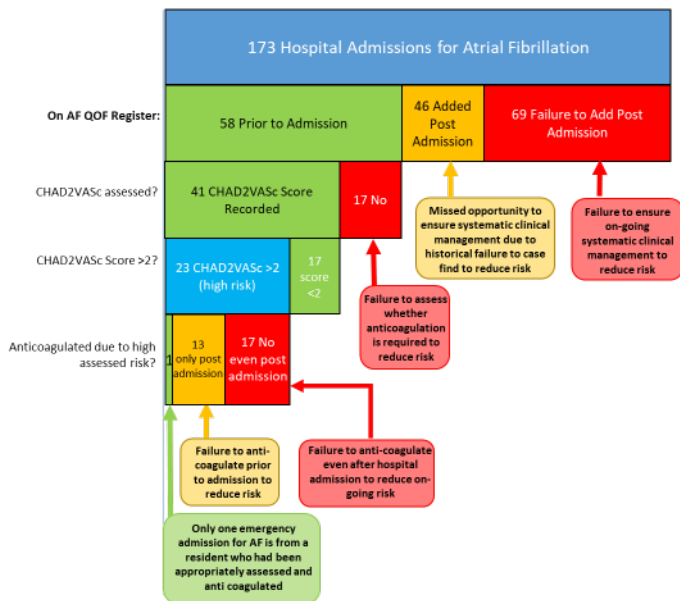 173 Hospital Admissions for Atrial Fibrillation
On AF QOF Register:
58 Prior to Admission
46 Added
Post
Admission
69 Failure to Add Post
Admission
CHAD2VASc assessed?
41 CHAD2VASc Score
Recorded
17 No
Missed opportunity to
ensure systematic clinical
management due to
historical failure to case
find to reduce risk
Failure to ensure
on-going
systematic clinical
management to
reduce risk
CHAD2VASc Score >2?
23 CHAD2VASc >2
(high risk)
17
score
<2
Failure to assess
whether
anticoagulation
is required to
reduce risk
Anticoagulated due to high
assessed risk?
1
13
only post
admission
17 No
even post
admission
Failure to anti-
coagulate prior
to admission to
reduce risk
Failure to anti-coagulate
even after hospital
admission to reduce on-
going risk
Only one emergency
admission for AF is from a
resident who had been
appropriately assessed and
anti coagulated